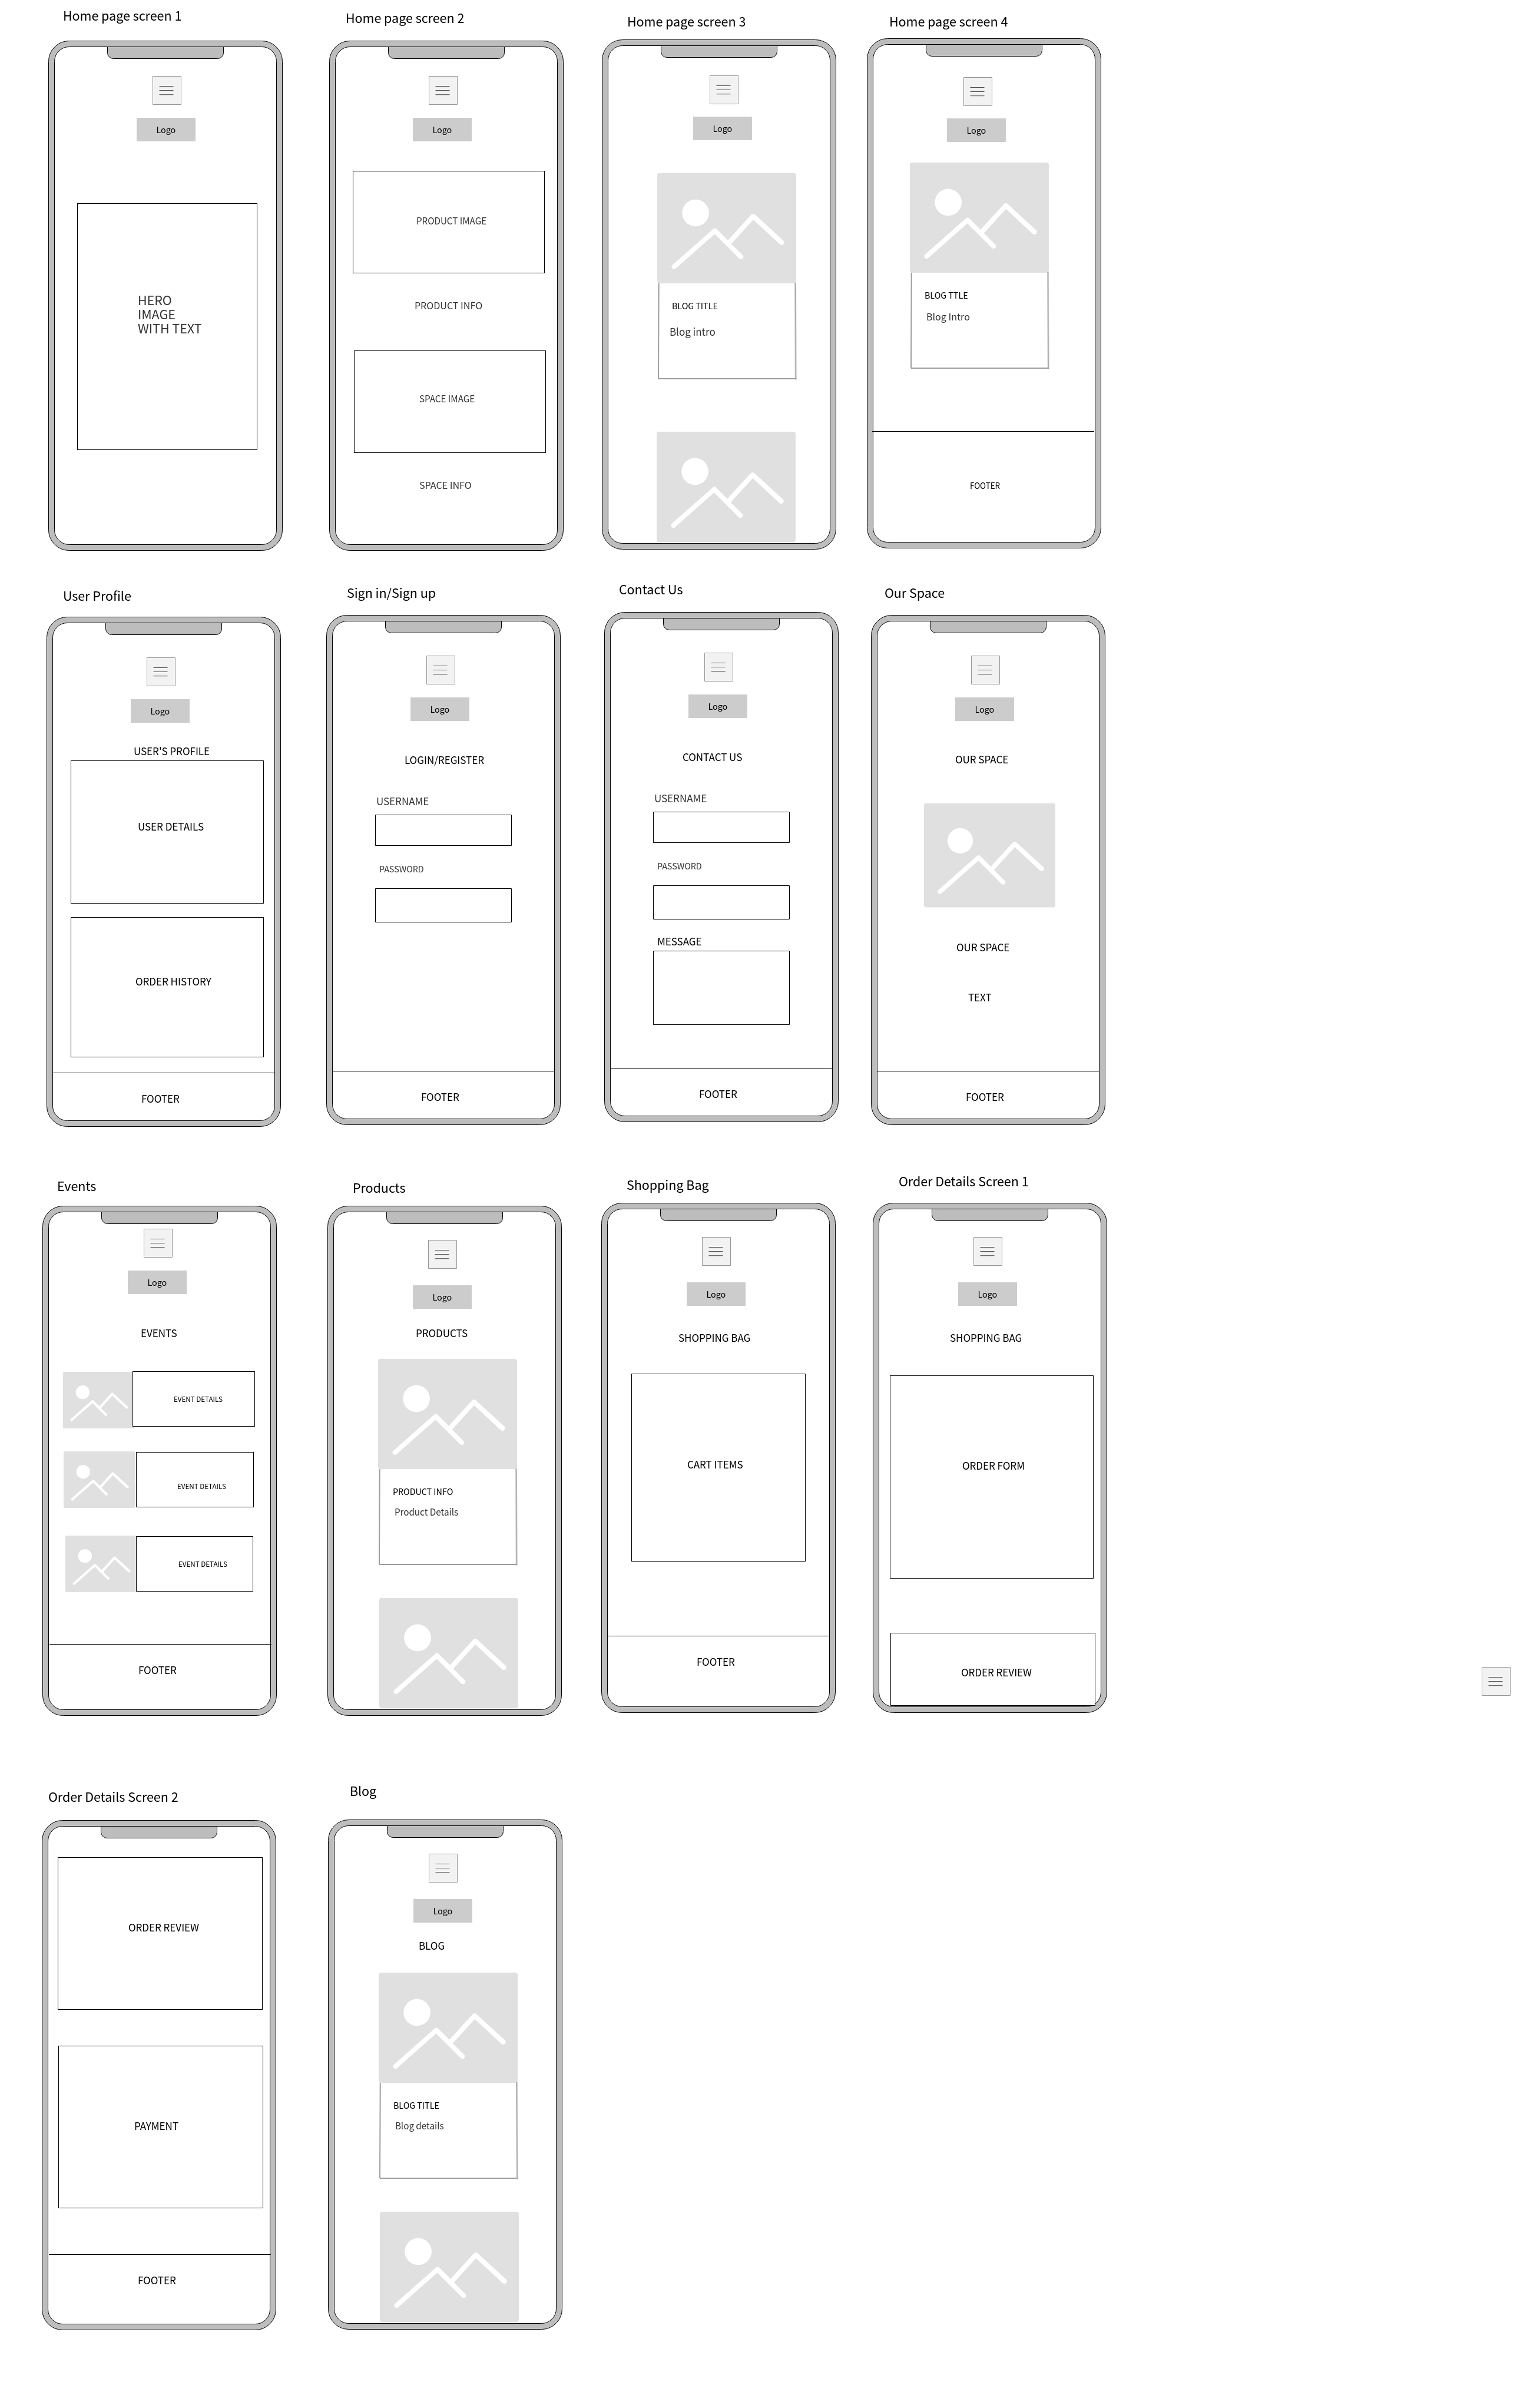 Home page screen 1
Home page screen 2
Home page screen 3
Home page screen 4
Logo
HERO
IMAGE
WITH TEXT
Logo
PRODUCT IMAGE
PRODUCT INFO
SPACE IMAGE
SPACE INFO
Logo
BLOG TITLE
Blog intro
Logo
BLOG TTLE
Blog Intro
FOOTER
User Profile
Sign in/Sign up
Contact Us
Our Space
Logo
USER'S PROFILE
USER DETAILS
ORDER HISTORY
FOOTER
Logo
LOGIN/REGISTER
USERNAME
PASSWORD
FOOTER
Logo
CONTACT US
USERNAME
PASSWORD
MESSAGE
FOOTER
Logo
OUR SPACE
OUR SPACE
TEXT
FOOTER
Events
Products
Shopping Bag
Order Details Screen 1
Logo
EVENTS
EVENT DETAILS
EVENT DETAILS
EVENT DETAILS
FOOTER
Logo
PRODUCTS
PRODUCT INFO
Product Details
Logo
SHOPPING BAG
CART ITEMS
FOOTER
Logo
SHOPPING BAG
ORDER FORM
ORDER REVIEW
Order Details Screen 2
Blog
ORDER REVIEW
PAYMENT
FOOTER
Logo
BLOG
BLOG TITLE
Blog details